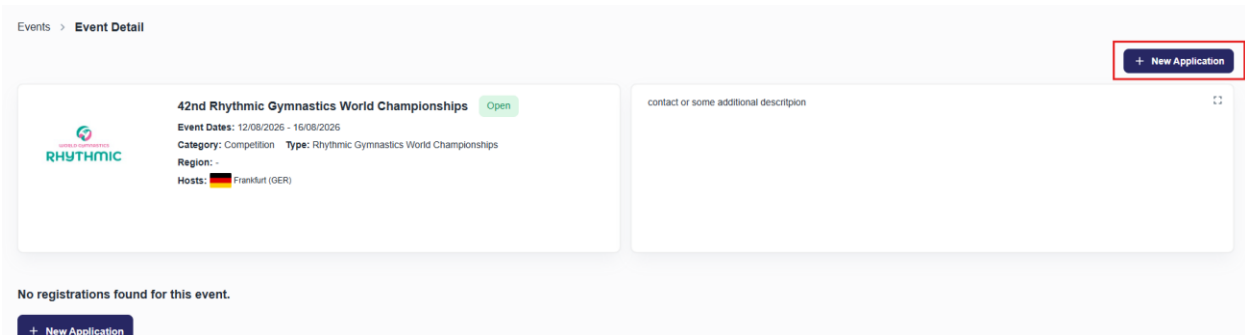 Events > Event Detail
+ New Application
42nd Rhythmic Gymnastics World Championships Open
Event Dates: 12/08/2026 - 16/08/2026
Category: Competition Type: Rhythmic Gymnastics World Championships
Region: -
Hosts: Frankfurt (GER)
WORLD GYMNASTICS
RHYTHMIC
contact or some additional descritpion
No registrations found for this event.
+ New Application